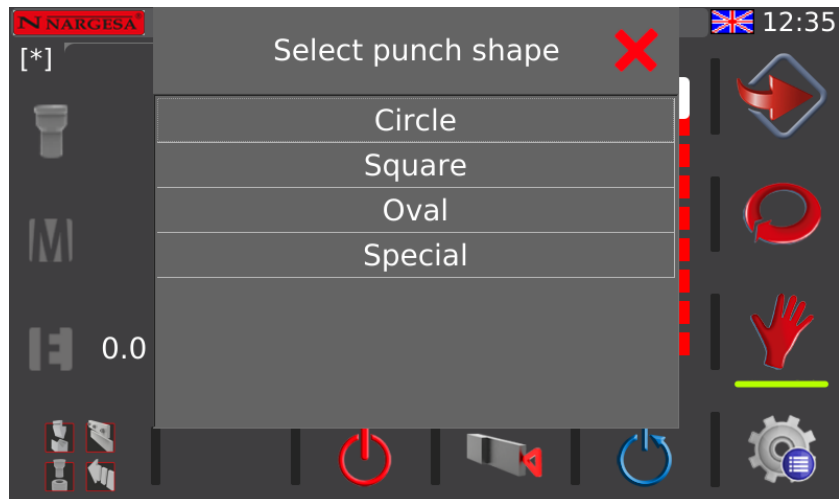 N NARGESA®
12:35
[*]
Select punch shape
Circle
Square
Oval
Special
M
E
0.0